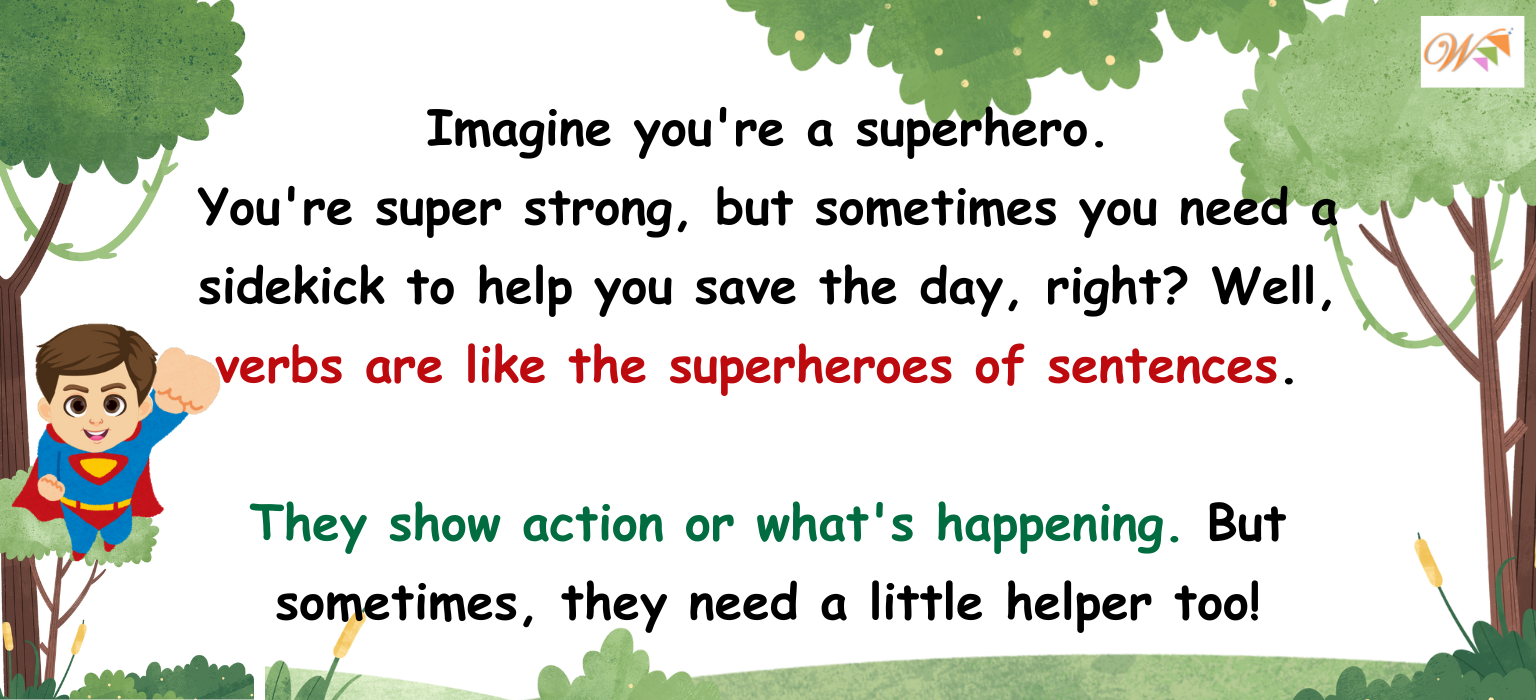 W
Imagine you're a superhero.
You're super strong, but sometimes you need a
sidekick to help you save the day, right? Well,
verbs are like the superheroes of sentences.
They show action or what's happening. But
sometimes, they need a little helper too!